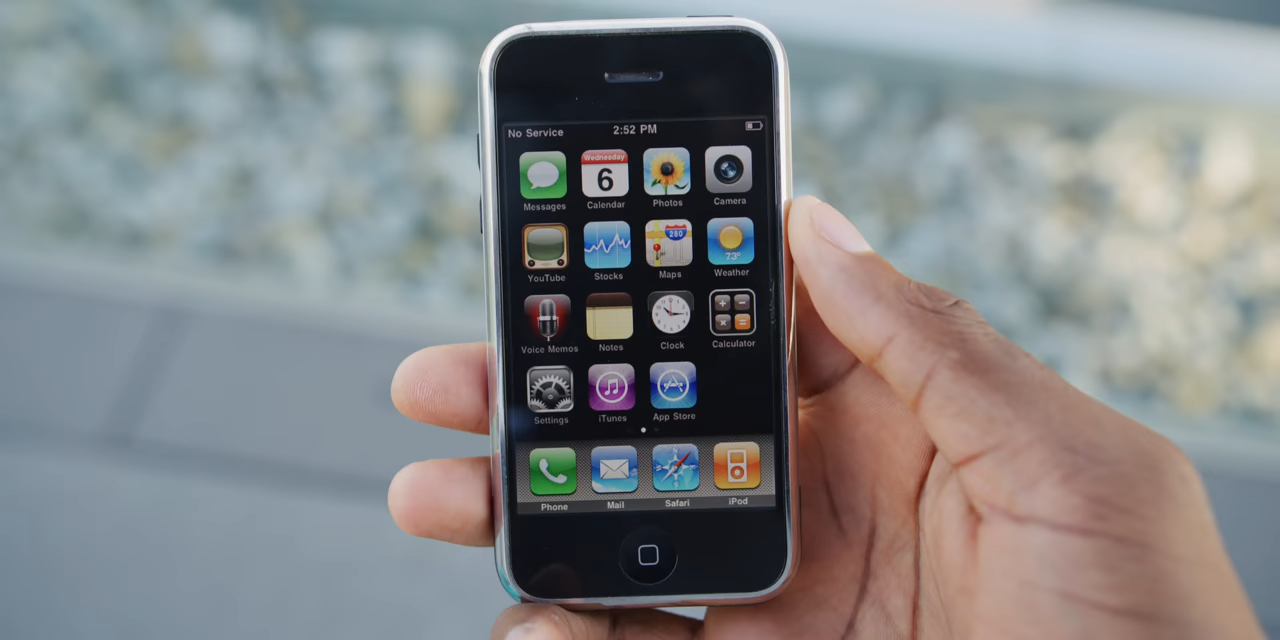 No Service 2:52 PM
Wednesday
6
Messages Calendar Photos Camera
280
73°
YouTube Stocks Maps Weather
Voice Memos Notes Clock Calculator
Settings iTunes App Store
Phone Mail Safari iPod